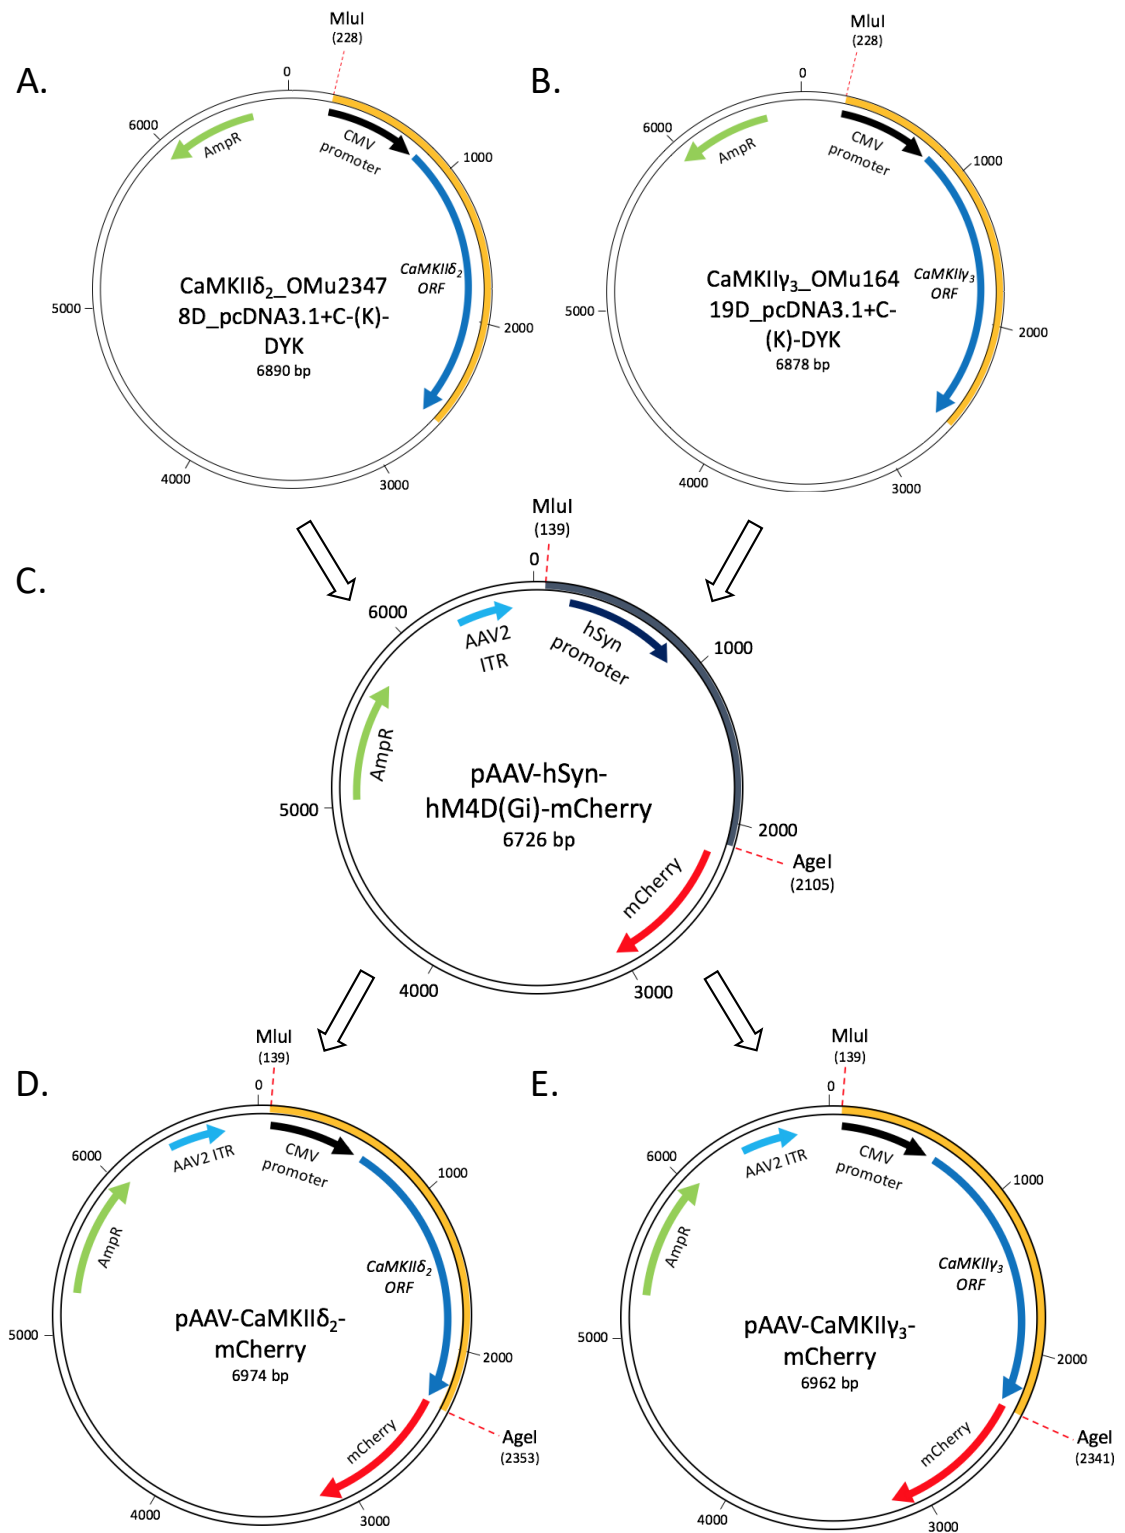 A.
MluI
(228)
0
6000
AmpR
CMV
promoter
1000
CaMKIIδ2
ORF
CaMKIIδ2_OMu2347
8D_pcDNA3.1+C-(K)-
DYK
6890 bp
5000
2000
4000
3000
B.
MluI
(228)
0
6000
AmpR
CMV
promoter
1000
CaMKIIγ3
ORF
CaMKIIγ3_OMu164
19D_pcDNA3.1+C-
(K)-DYK
6878 bp
5000
2000
4000
3000
C.
MluI
(139)
0
6000
AAV2
ITR
hSyn
promoter
1000
AmpR
pAAV-hSyn-
hM4D(Gi)-mCherry
6726 bp
5000
2000
AgeI
(2105)
mCherry
4000
3000
D.
MluI
(139)
0
6000
AAV2 ITR
CMV
promoter
1000
AmpR
CaMKIIδ2
ORF
pAAV-CaMKIIδ2-
mCherry
6974 bp
5000
2000
AgeI
(2353)
mCherry
4000
3000
E.
MluI
(139)
0
6000
AAV2 ITR
CMV
promoter
1000
AmpR
CaMKIIγ3
ORF
pAAV-CaMKIIγ3-
mCherry
6962 bp
5000
2000
AgeI
(2341)
mCherry
4000
3000